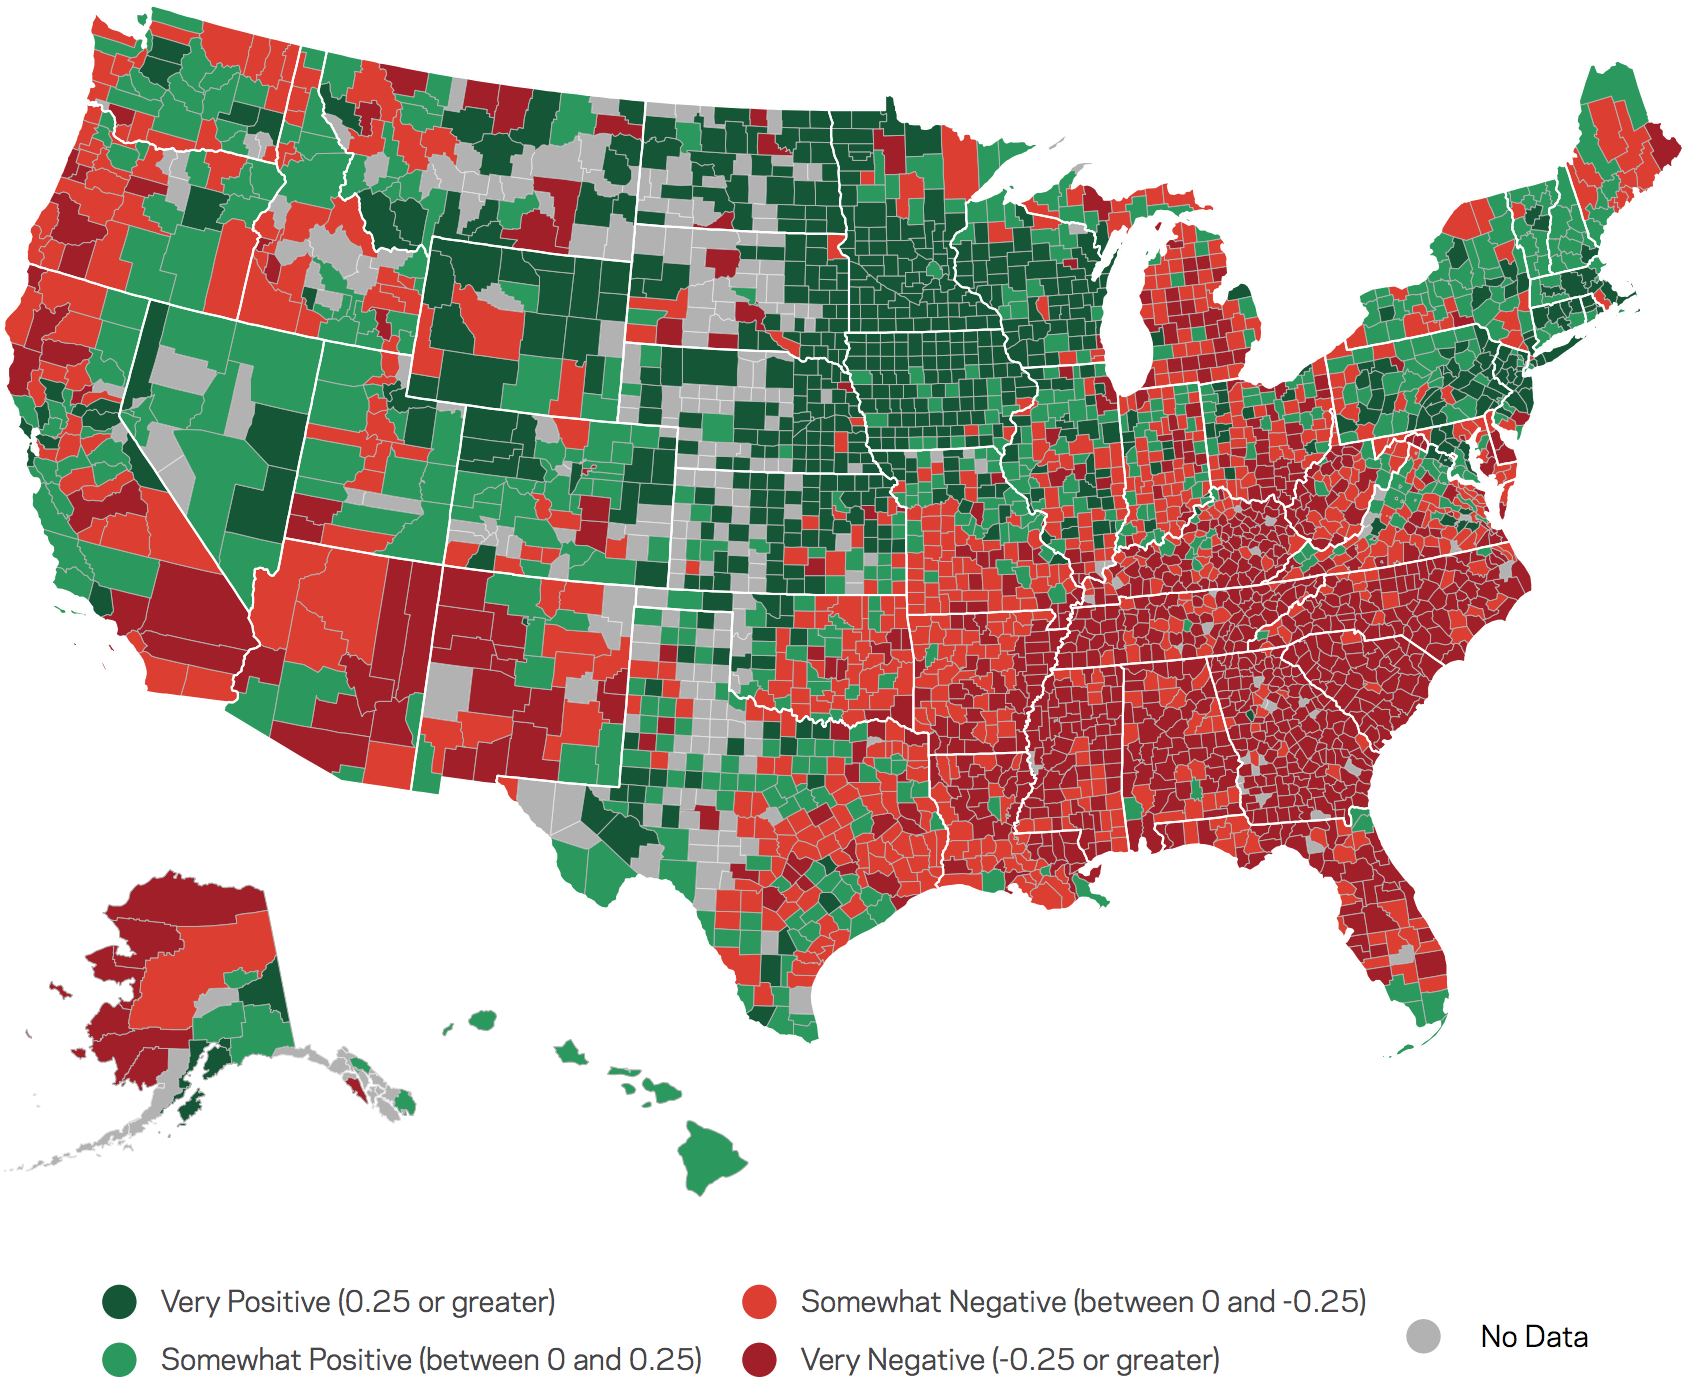 Very Positive (0.25 or greater)
Somewhat Negative (between 0 and -0.25)
No Data
Somewhat Positive (between 0 and 0.25)
Very Negative (-0.25 or greater)